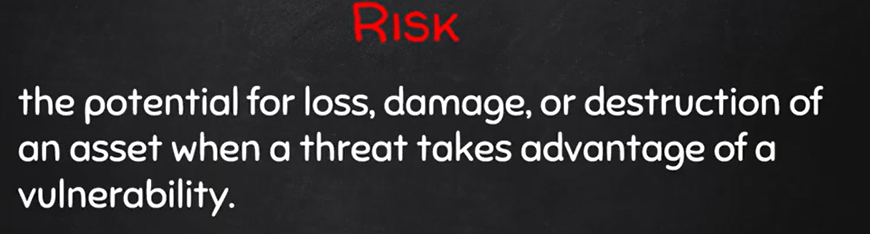 Risk
the potential for loss, damage, or destruction of
an asset when a threat takes advantage of a
vulnerability.